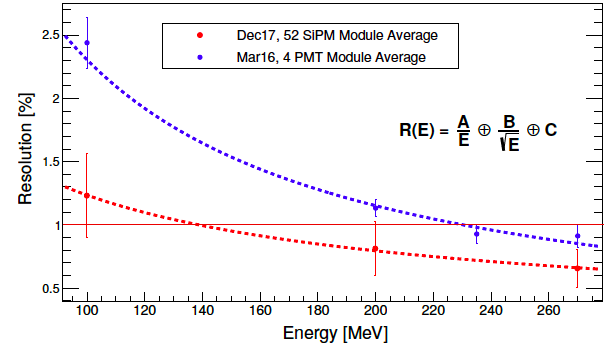 Dec17, 52 SiPM Module Average
Mar16, 4 PMT Module Average
R(E) = A/E ⊕ B/√E ⊕ C
Resolution [%]
2.5
2
1.5
1
0.5
100 120 140 160 180 200 220 240 260
Energy [MeV]